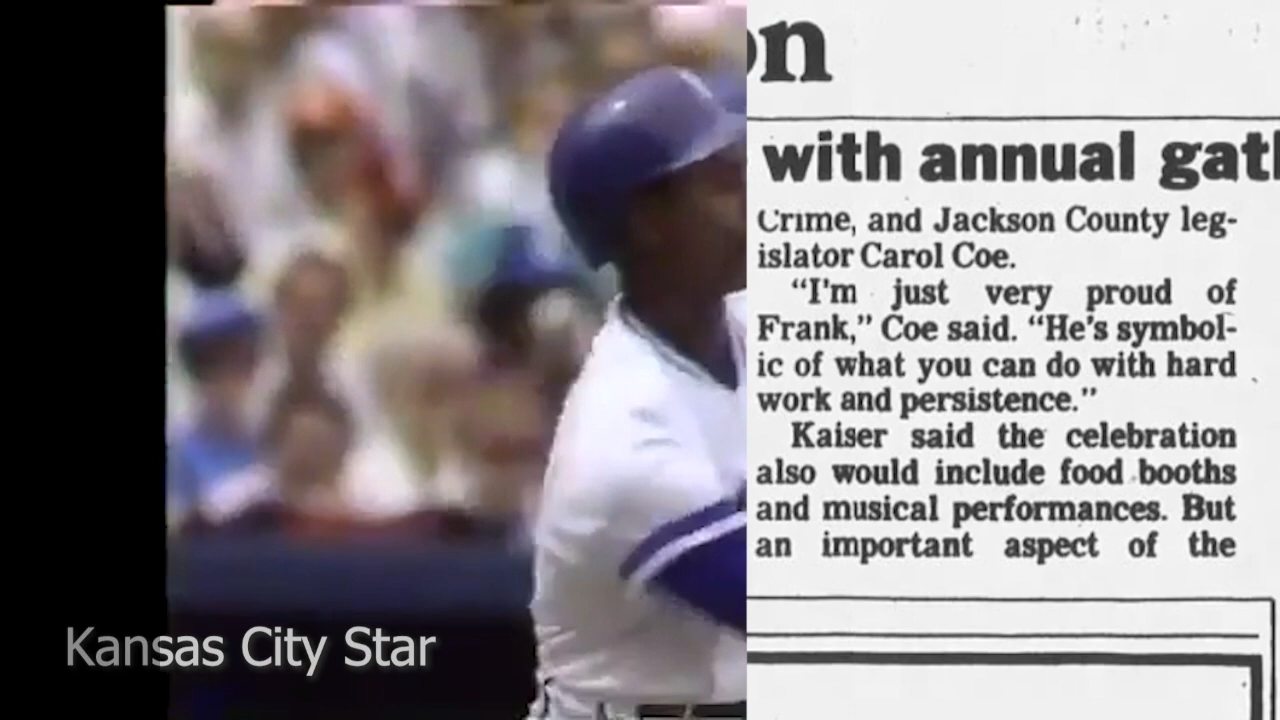 on
with annual gat
Crime, and Jackson County leg-
islator Carol Coe.
“I'm just very proud of
Frank,” Coe said. “He's symbol-
ic of what you can do with hard
work and persistence.”
Kaiser said the celebration
also would include food booths
and musical performances. But
an important aspect of the
Kansas City Star